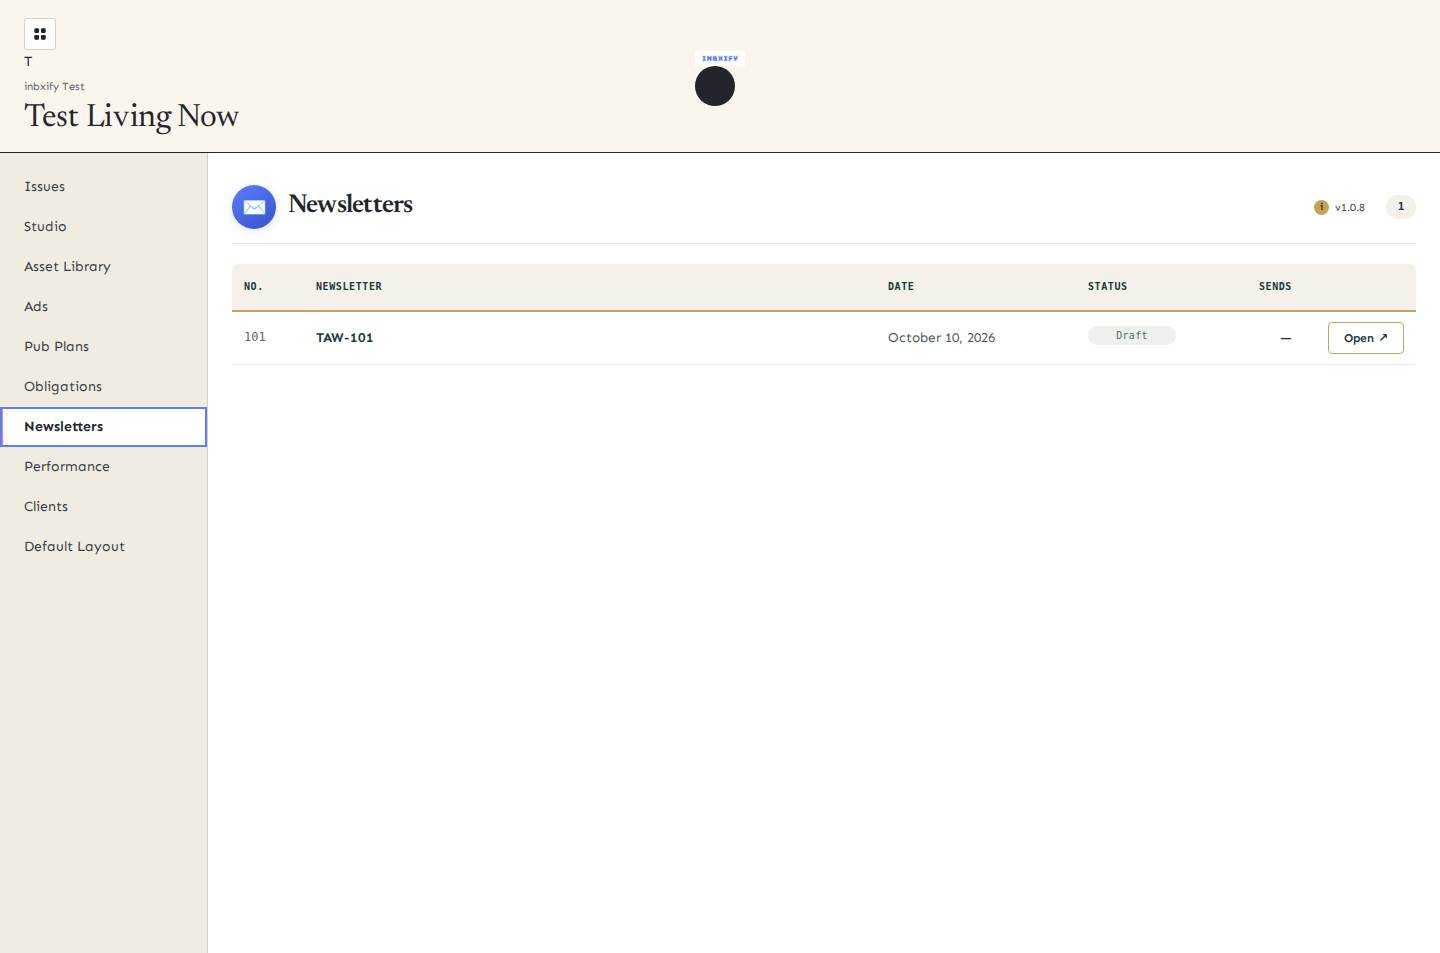 T
inbxify Test
Test Living Now
INBXIFY
Issues
Studio
Asset Library
Ads
Pub Plans
Obligations
Newsletters
Performance
Clients
Default Layout
Newsletters
i v1.0.8 1
NO. NEWSLETTER DATE STATUS SENDS
101 TAW-101 October 10, 2026 Draft — Open ↗